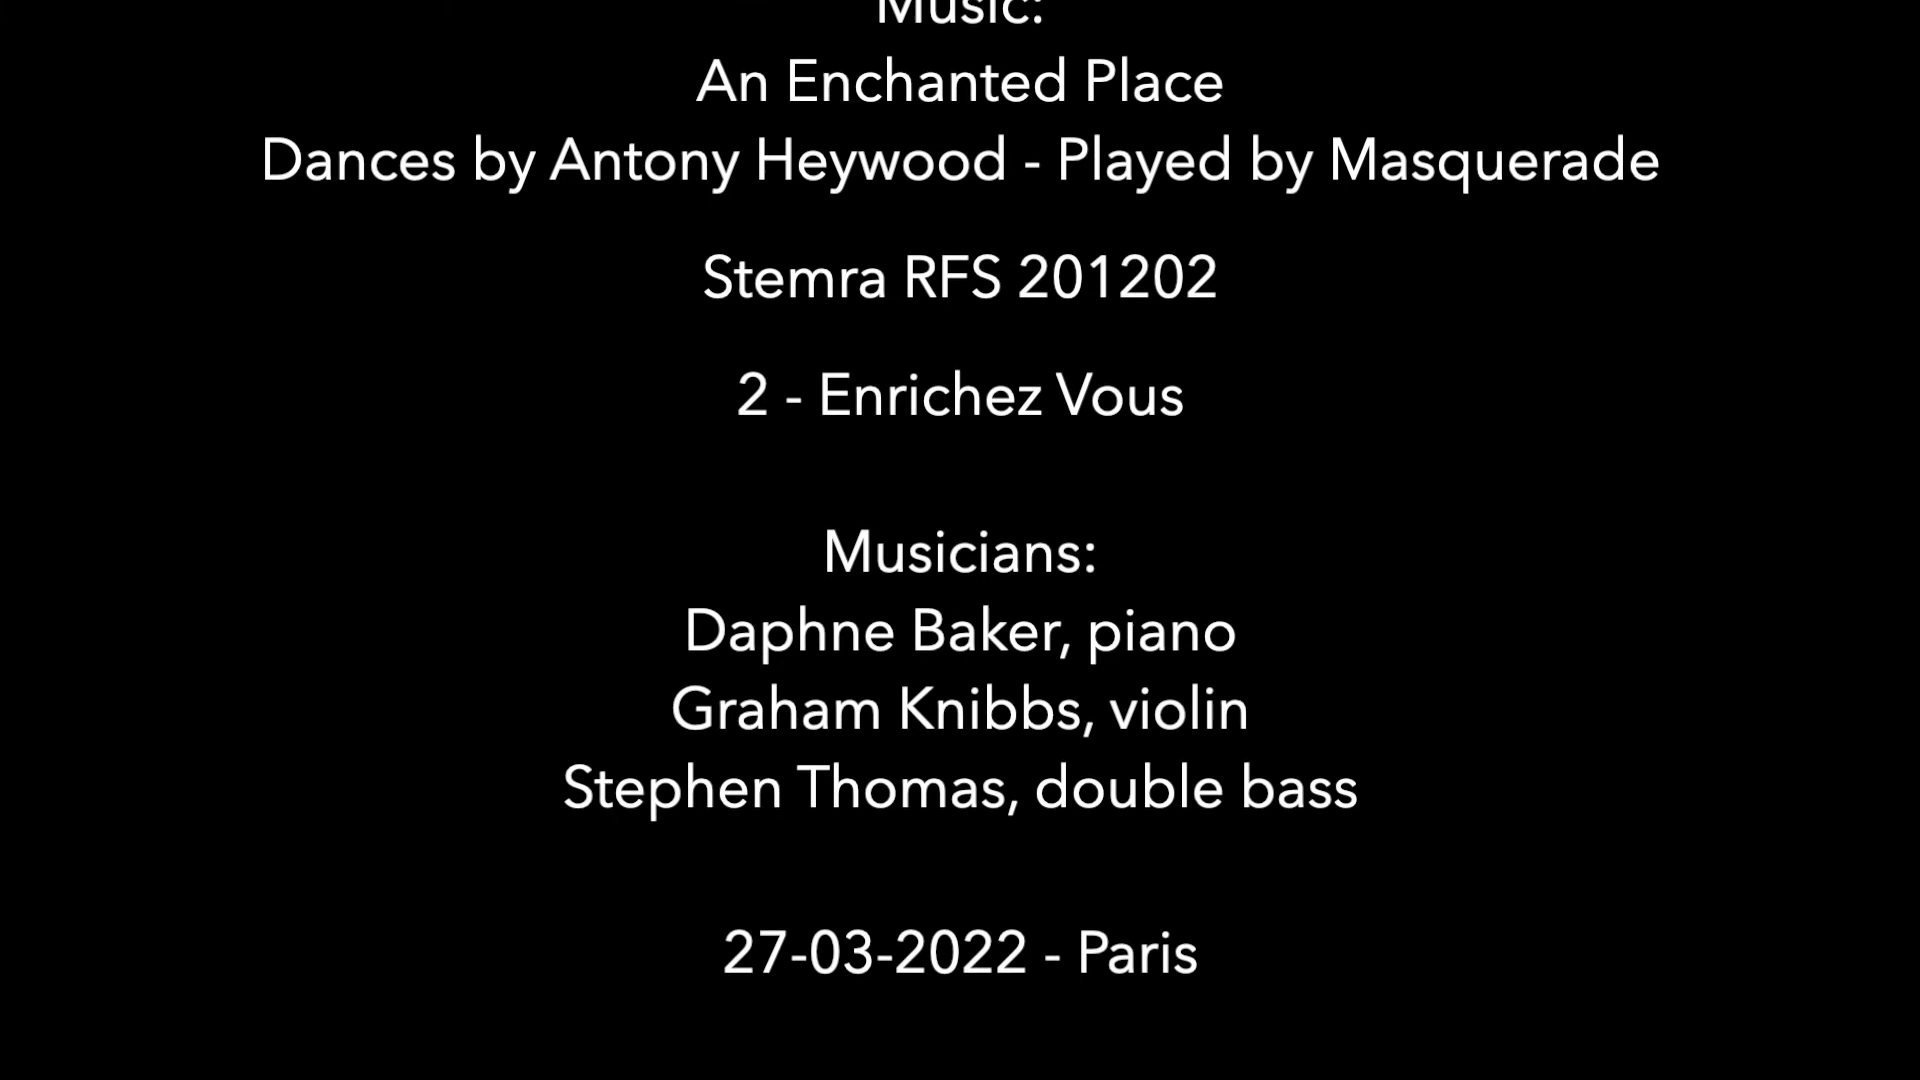 Music:
An Enchanted Place
Dances by Antony Heywood - Played by Masquerade
Stemra RFS 201202
2 - Enrichez Vous
Musicians:
Daphne Baker, piano
Graham Knibbs, violin
Stephen Thomas, double bass
27-03-2022 - Paris